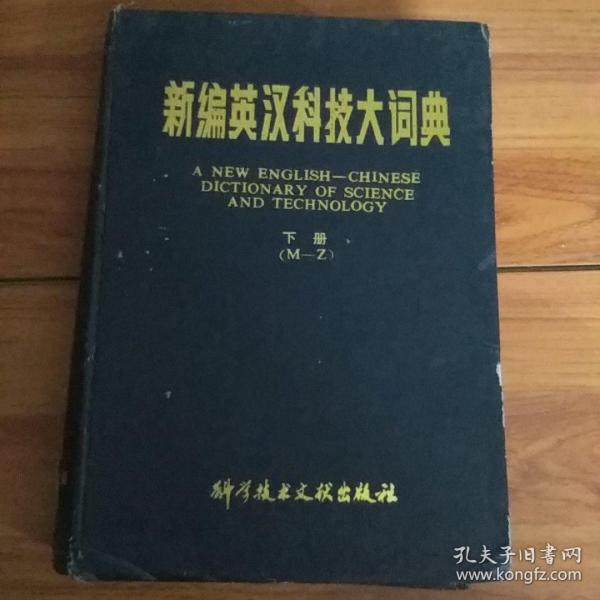 新编英汉科技大词典
A NEW ENGLISH—CHINESE
DICTIONARY OF SCIENCE
AND TECHNOLOGY
下册
(M—Z)
科学技术文献出版社
孔夫子旧书网
www.kongfz.com